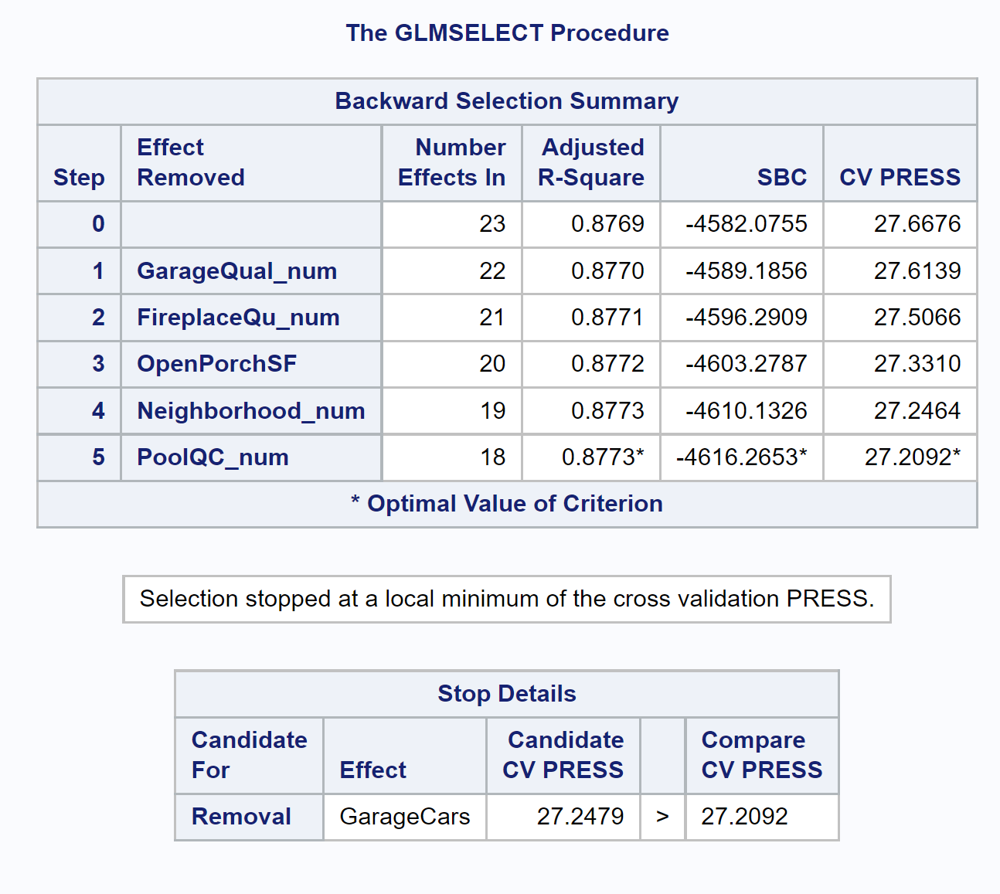 The GLMSELECT Procedure
Backward Selection Summary
Step Effect Removed Number Effects In Adjusted R-Square SBC CV PRESS
0 23 0.8769 -4582.0755 27.6676
1 GarageQual_num 22 0.8770 -4589.1856 27.6139
2 FireplaceQu_num 21 0.8771 -4596.2909 27.5066
3 OpenPorchSF 20 0.8772 -4603.2787 27.3310
4 Neighborhood_num 19 0.8773 -4610.1326 27.2464
5 PoolQC_num 18 0.8773* -4616.2653* 27.2092*
* Optimal Value of Criterion
Selection stopped at a local minimum of the cross validation PRESS.
Stop Details
Candidate For Effect Candidate CV PRESS Compare CV PRESS
Removal GarageCars 27.2479 > 27.2092